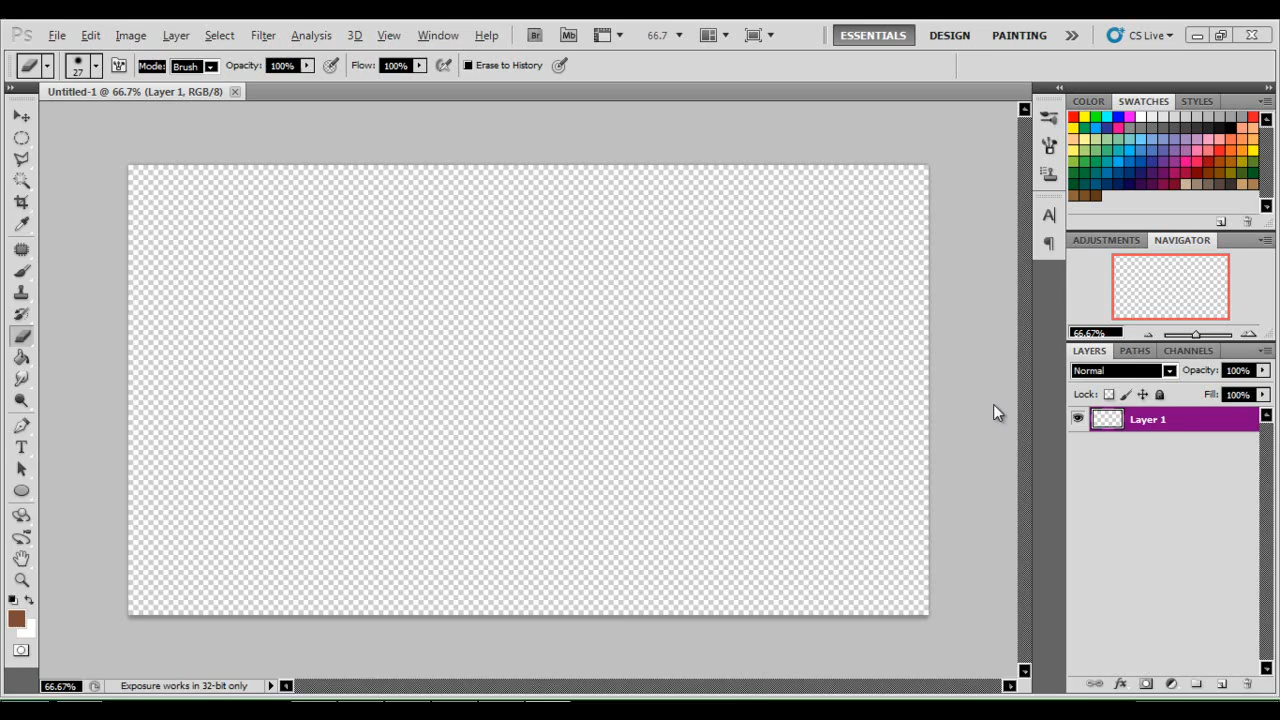 Ps File Edit Image Layer Select Filter Analysis 3D View Window Help Br Mb 66.7 ESSENTIALS DESIGN PAINTING CS Live
27 Mode: Brush Opacity: 100% Flow: 100% Erase to History
Untitled-1 @ 66.7% (Layer 1, RGB/8)
COLOR SWATCHES STYLES
ADJUSTMENTS NAVIGATOR
66.67%
LAYERS PATHS CHANNELS
Normal Opacity: 100%
Lock: Fill: 100%
Layer 1
66.67% Exposure works in 32-bit only